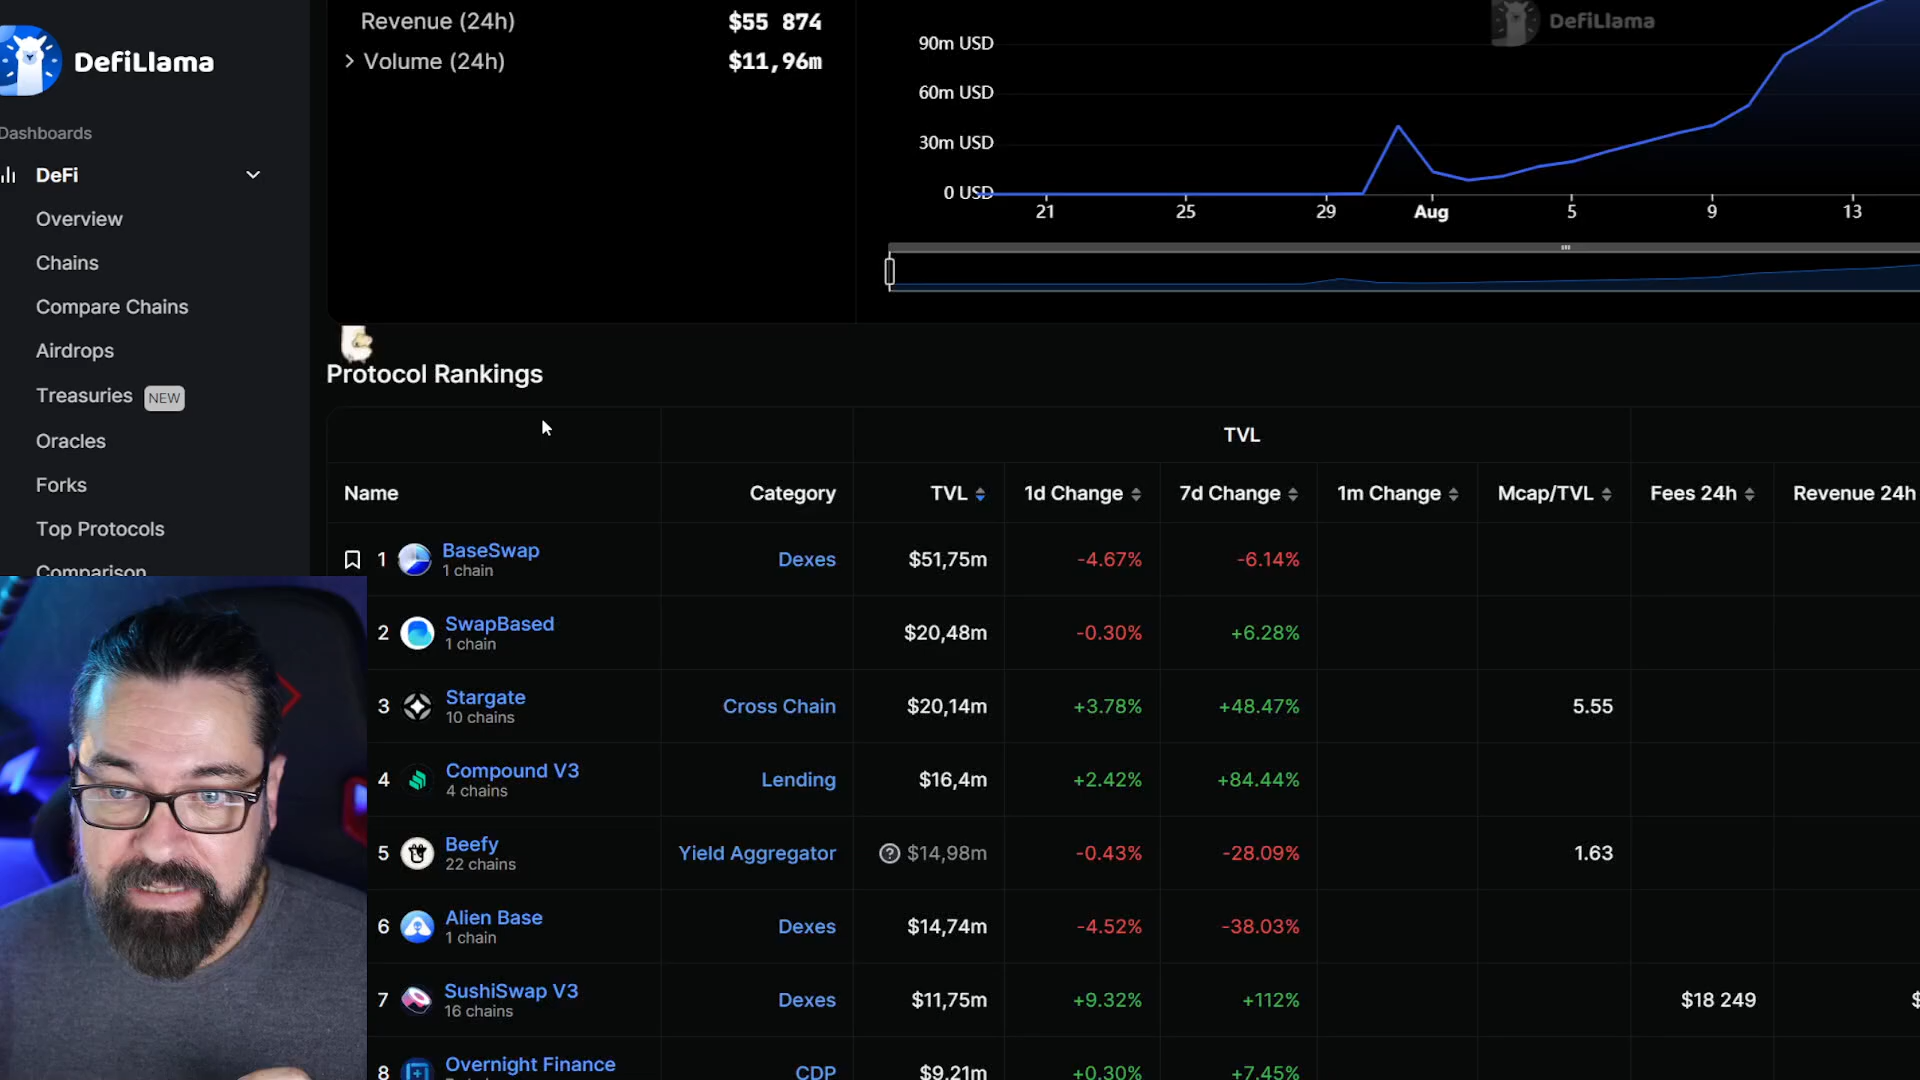 DefiLlama
Dashboards
DeFi
Overview
Chains
Compare Chains
Airdrops
Treasuries NEW
Oracles
Forks
Top Protocols
Comparison
Revenue (24h) $55 874
Volume (24h) $11,96m
DefiLlama
90m USD
60m USD
30m USD
0 USD
21 25 29 Aug 5 9 13
Protocol Rankings
TVL
Name Category TVL 1d Change 7d Change 1m Change Mcap/TVL Fees 24h Revenue 24h
1 BaseSwap Dexes $51,75m -4.67% -6.14%
1 chain
2 SwapBased $20,48m -0.30% +6.28%
1 chain
3 Stargate Cross Chain $20,14m +3.78% +48.47% 5.55
10 chains
4 Compound V3 Lending $16,4m +2.42% +84.44%
4 chains
5 Beefy Yield Aggregator ? $14,98m -0.43% -28.09% 1.63
22 chains
6 Alien Base Dexes $14,74m -4.52% -38.03%
1 chain
7 SushiSwap V3 Dexes $11,75m +9.32% +112% $18 249 $
16 chains
8 Overnight Finance CDP $9,21m +0.30% +7.45%